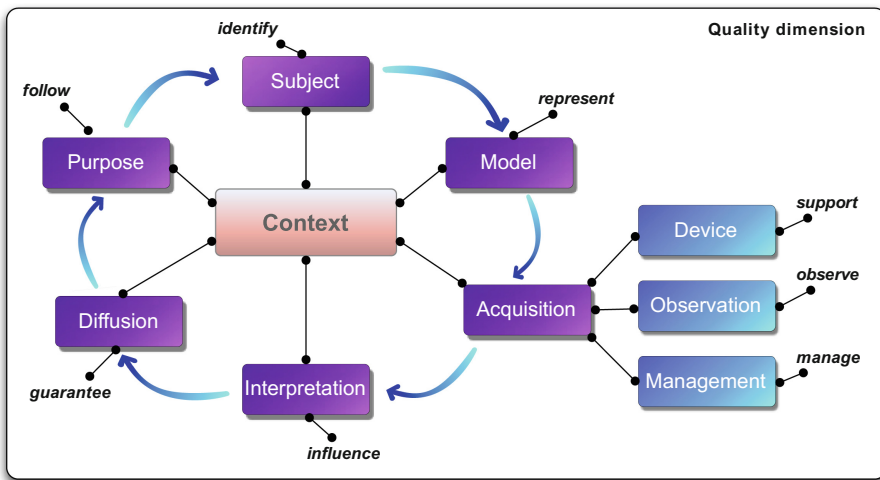 Quality dimension
identify
Subject
follow
represent
Purpose
Model
Context
support
Device
observe
Diffusion
Acquisition
Observation
guarantee
Interpretation
manage
Management
influence